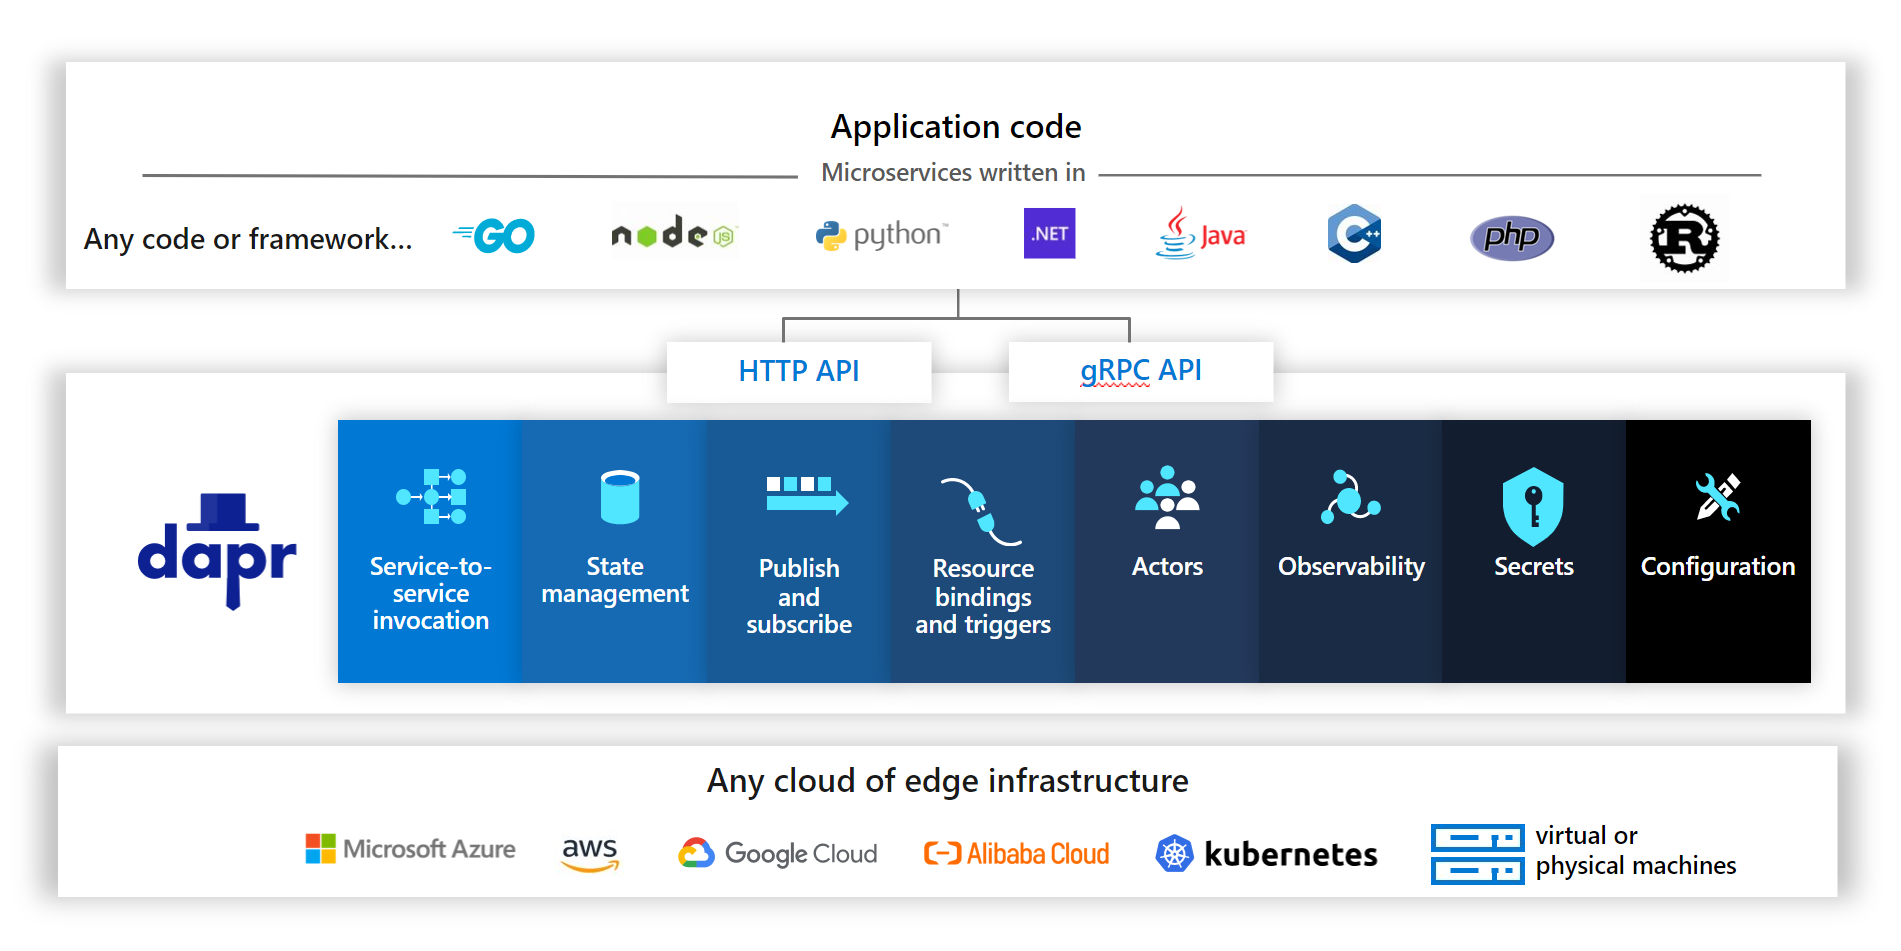 Application code
Microservices written in
Any code or framework...
GO
node JS
python™
.NET
Java
C++
php
R
HTTP API
gRPC API
dapr
Service-to-
service
invocation
State
management
Publish
and
subscribe
Resource
bindings
and triggers
Actors
Observability
Secrets
Configuration
Any cloud of edge infrastructure
Microsoft Azure
aws
Google Cloud
Alibaba Cloud
kubernetes
virtual or
physical machines